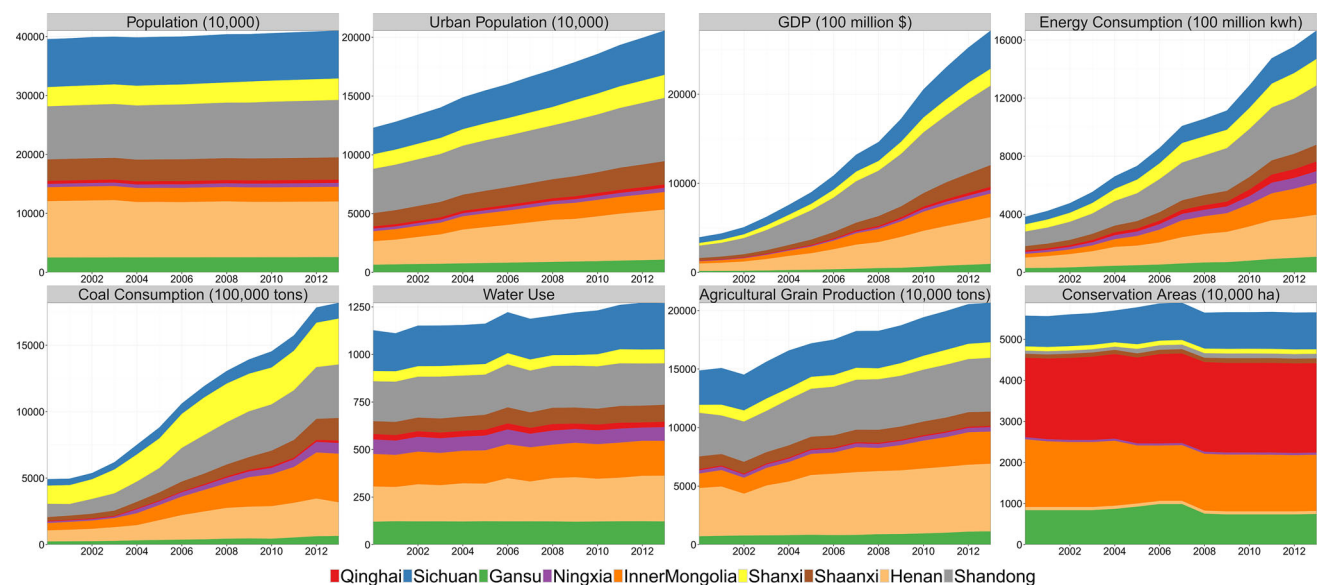 Population (10,000)
Urban Population (10,000)
GDP (100 million $)
Energy Consumption (100 million kwh)
40000
30000
20000
10000
0
20000
15000
10000
5000
0
20000
10000
0
16000
12000
8000
4000
0
2002 2004 2006 2008 2010 2012
2002 2004 2006 2008 2010 2012
2002 2004 2006 2008 2010 2012
2002 2004 2006 2008 2010 2012
Coal Consumption (100,000 tons)
Water Use
Agricultural Grain Production (10,000 tons)
Conservation Areas (10,000 ha)
15000
10000
5000
0
1250
1000
750
500
250
0
20000
15000
10000
5000
0
5000
4000
3000
2000
1000
0
2002 2004 2006 2008 2010 2012
2002 2004 2006 2008 2010 2012
2002 2004 2006 2008 2010 2012
2002 2004 2006 2008 2010 2012
Qinghai Sichuan Gansu Ningxia InnerMongolia Shanxi Shaanxi Henan Shandong